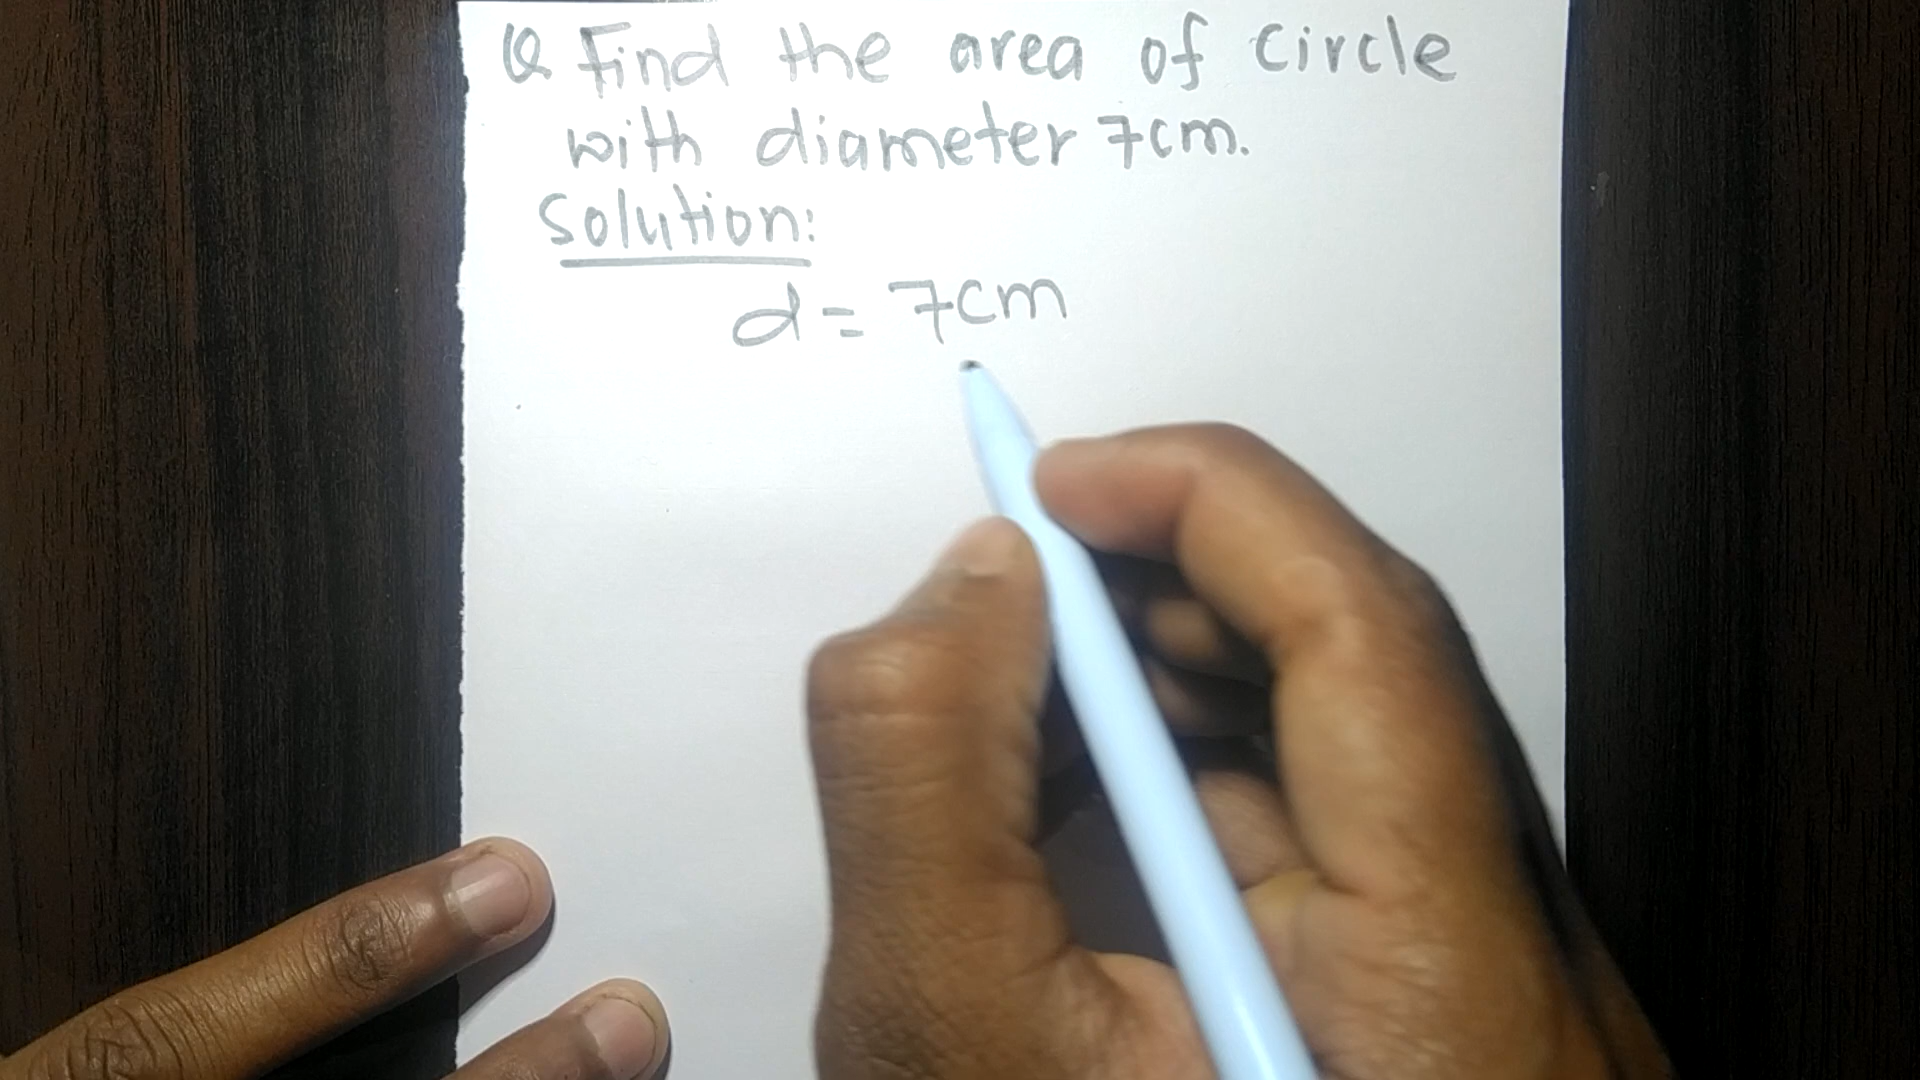 Q Find the area of circle
with diameter 7cm.
Solution:
d = 7cm